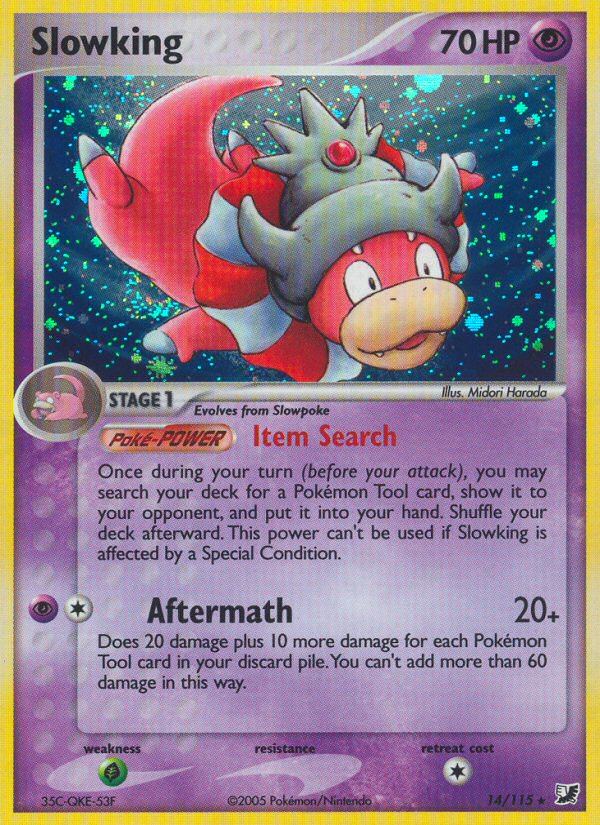 Slowking 70 HP
Illus. Midori Harada
STAGE 1
Evolves from Slowpoke
Poké-POWER Item Search
Once during your turn (before your attack), you may
search your deck for a Pokémon Tool card, show it to
your opponent, and put it into your hand. Shuffle your
deck afterward. This power can't be used if Slowking is
affected by a Special Condition.
Aftermath 20+
Does 20 damage plus 10 more damage for each Pokémon
Tool card in your discard pile. You can't add more than 60
damage in this way.
weakness resistance retreat cost
35C-QKE-53F ©2005 Pokémon/Nintendo 14/115 ★